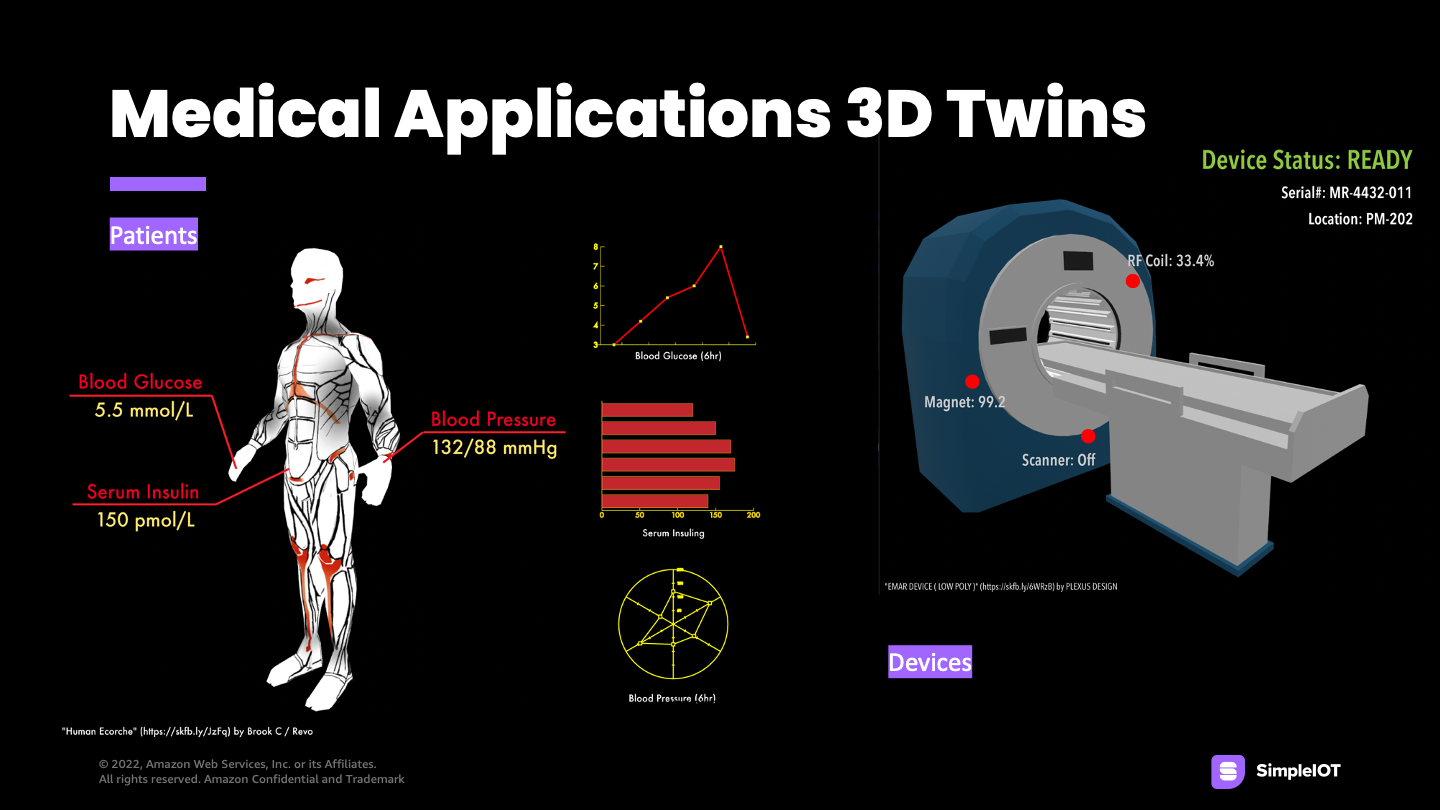 Medical Applications 3D Twins
Patients
Blood Glucose
5.5 mmol/L
Serum Insulin
150 pmol/L
Blood Pressure
132/88 mmHg
8
7
6
5
4
3
Blood Glucose (6hr)
0 50 100 150 200
Serum Insuling
Blood Pressure (6hr)
Device Status: READY
Serial#: MR-4432-011
Location: PM-202
RF Coil: 33.4%
Magnet: 99.2
Scanner: Off
"EMAR DEVICE ( LOW POLY )" (https://skfb.ly/6WRzB) by PLEXUS DESIGN
Devices
"Human Ecorche" (https://skfb.ly/JzFq) by Brook C / Revo
© 2022, Amazon Web Services, Inc. or its Affiliates.
All rights reserved. Amazon Confidential and Trademark
SimpleIOT